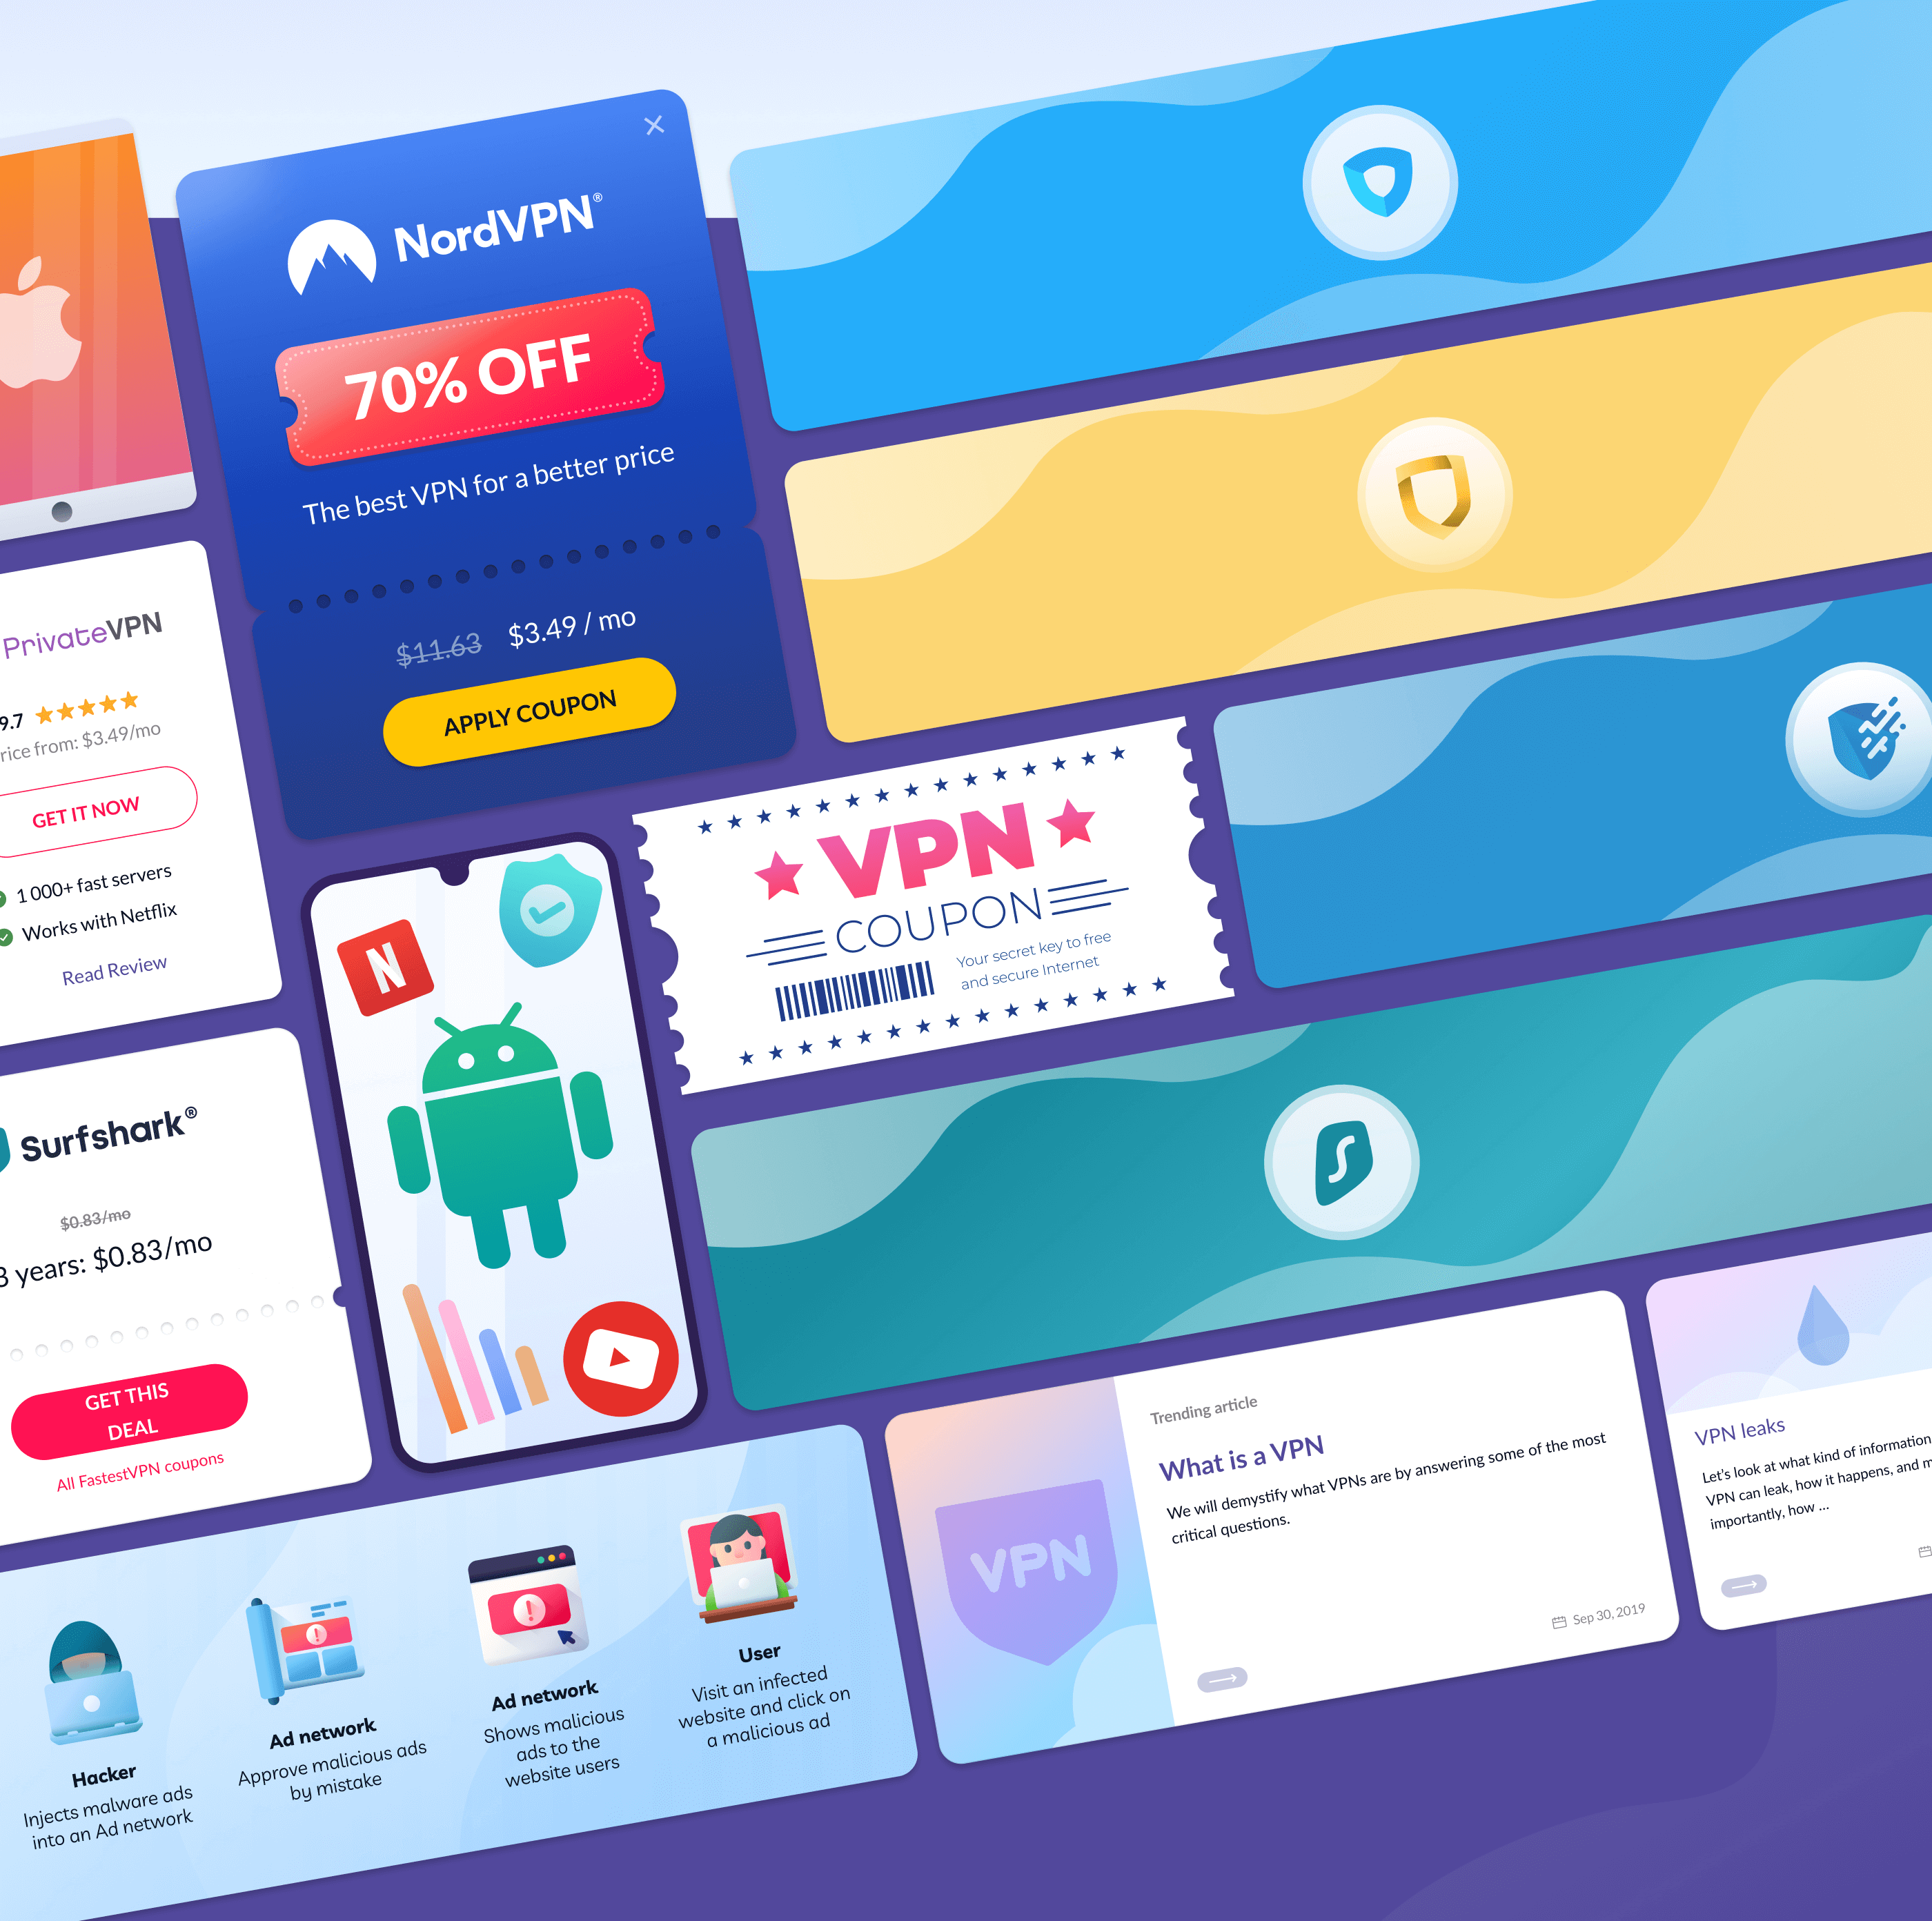 NordVPN®
70% OFF
The best VPN for a better price
$11.63 $3.49 / mo
APPLY COUPON
PrivateVPN
9.7
rice from: $3.49/mo
GET IT NOW
1 000+ fast servers
Works with Netflix
Read Review
Surfshark®
$0.83/mo
3 years: $0.83/mo
GET THIS
DEAL
All FastestVPN coupons
N
VPN
COUPON
Your secret key to free
and secure Internet
Hacker
Injects malware ads
into an Ad network
Ad network
Approve malicious ads
by mistake
Ad network
Shows malicious
ads to the
website users
User
Visit an infected
website and click on
a malicious ad
VPN
Trending article
What is a VPN
We will demystify what VPNs are by answering some of the most
critical questions.
Sep 30, 2019
VPN leaks
Let's look at what kind of information
VPN can leak, how it happens, and m
importantly, how ...